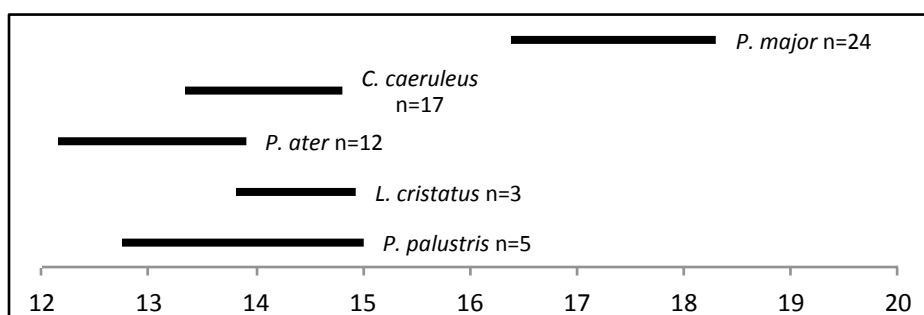 P. major n=24
C. caeruleus
n=17
P. ater n=12
L. cristatus n=3
P. palustris n=5
12 13 14 15 16 17 18 19 20